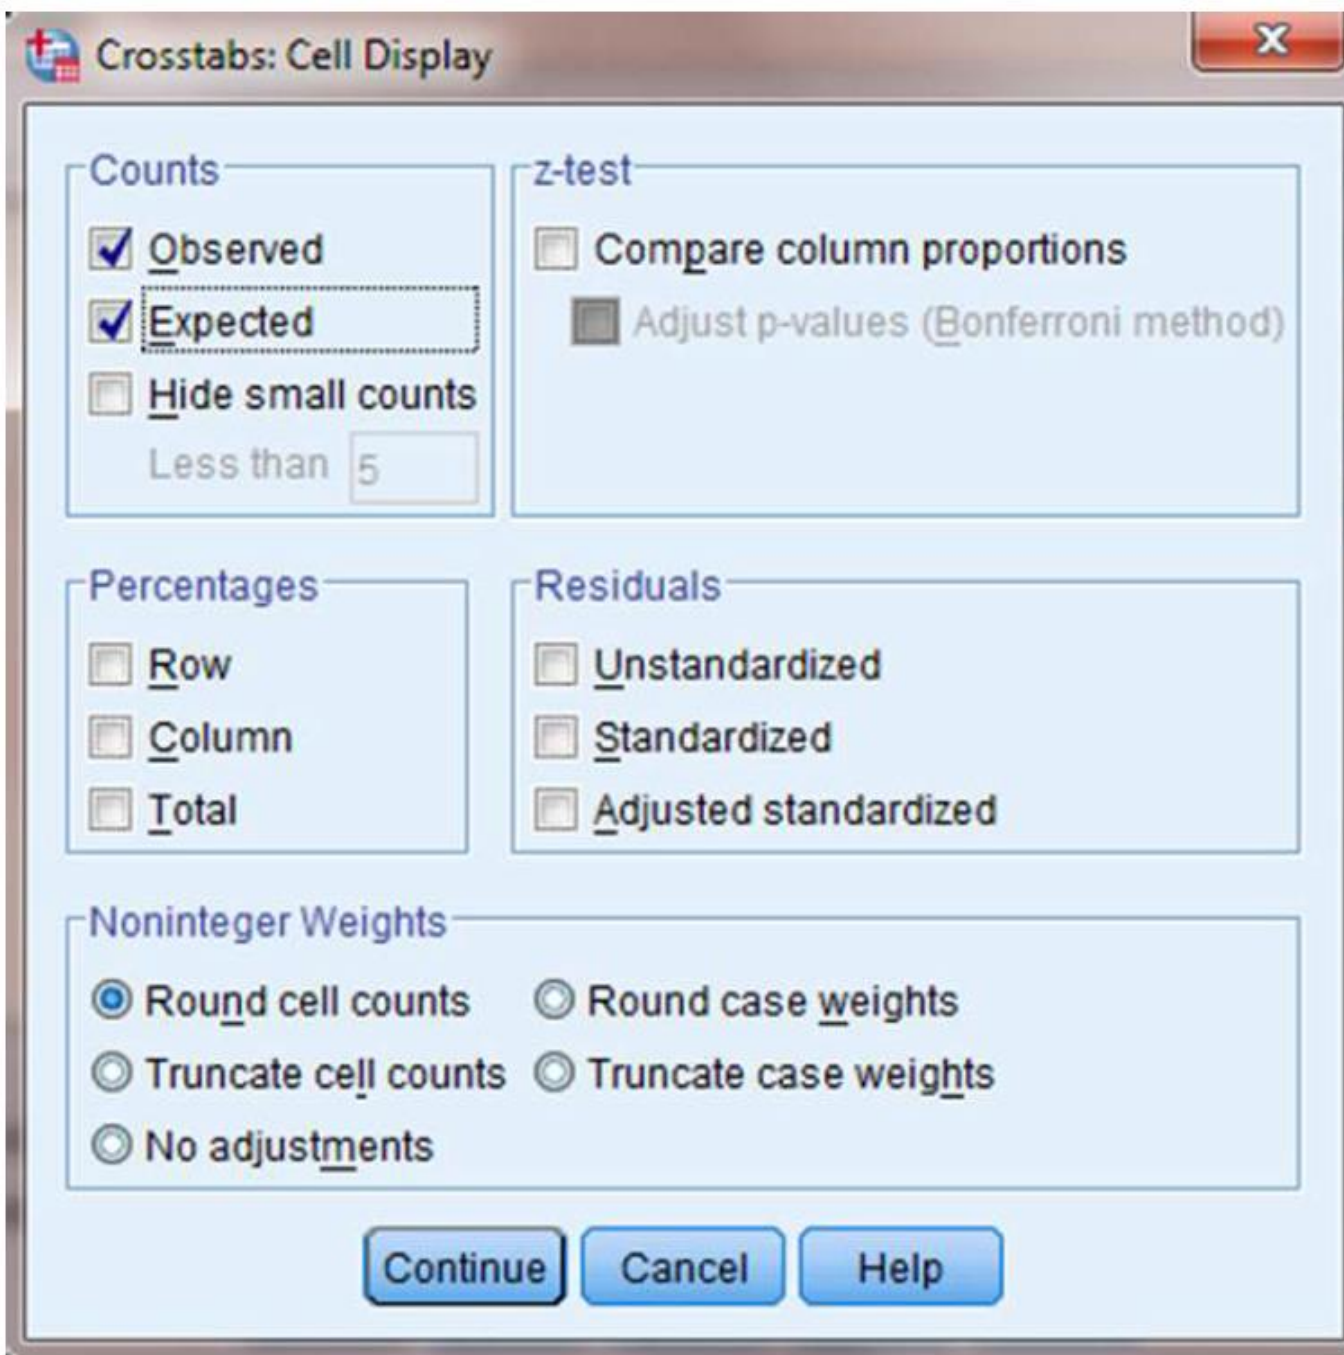 Crosstabs: Cell Display
Counts
Observed
Expected
Hide small counts
Less than 5
z-test
Compare column proportions
Adjust p-values (Bonferroni method)
Percentages
Row
Column
Total
Residuals
Unstandardized
Standardized
Adjusted standardized
Noninteger Weights
Round cell counts Round case weights
Truncate cell counts Truncate case weights
No adjustments
Continue Cancel Help